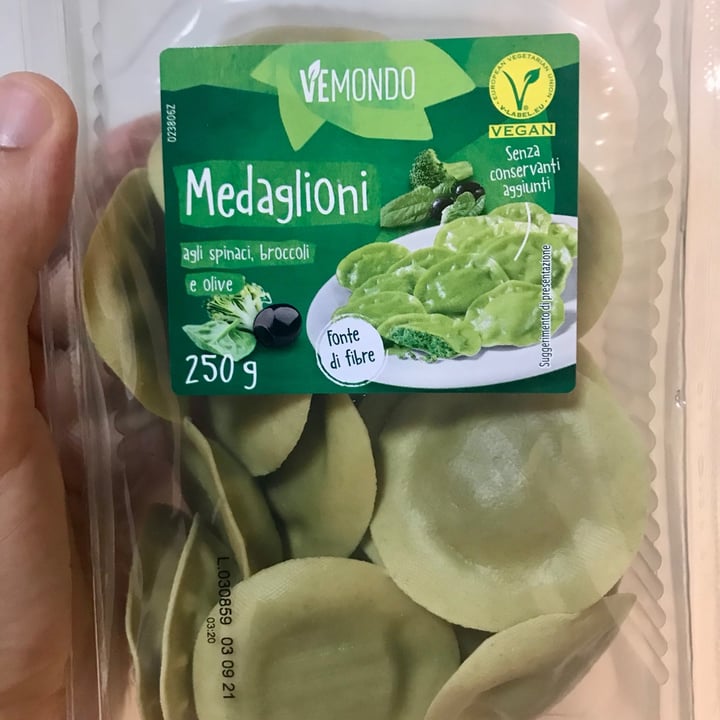 VEMONDO
EUROPEAN VEGETARIAN UNION
V-LABEL.EU
VEGAN
023806Z
Senza
conservanti
aggiunti
Medaglioni
agli spinaci, broccoli
e olive
Fonte
di fibre
250 g
Suggerimento di presentazione
L.030859 03 09 21
03:20